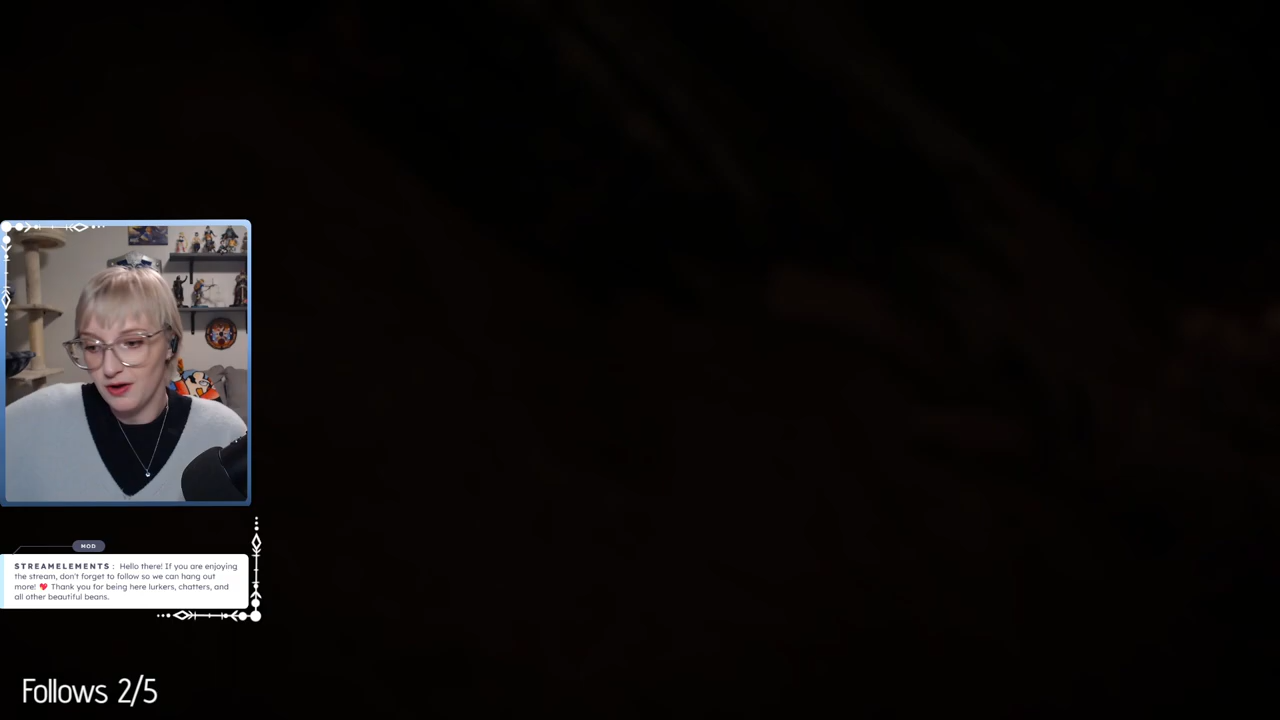 MOD
STREAMELEMENTS : Hello there! If you are enjoying
the stream, don't forget to follow so we can hang out
more! 💖 Thank you for being here lurkers, chatters, and
all other beautiful beans.
Follows 2/5